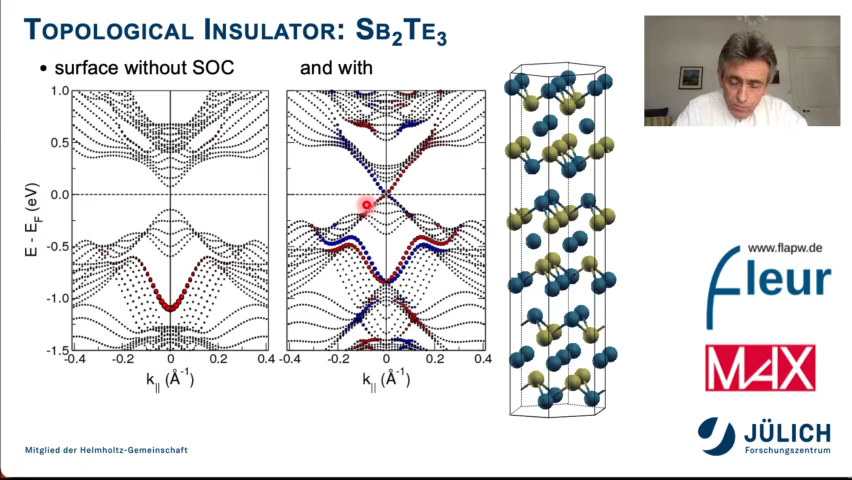 TOPOLOGICAL INSULATOR: SB2TE3
• surface without SOC and with
1.0
0.5
0.0
-0.5
-1.0
-1.5
E - EF (eV)
-0.2 0 0.2 0.4 -0.4 -0.2 0 0.2 0.4
k|| (Å-1) k|| (Å-1)
www.flapw.de
fleur
MAX
JÜLICH
Forschungszentrum
Mitglied der Helmholtz-Gemeinschaft